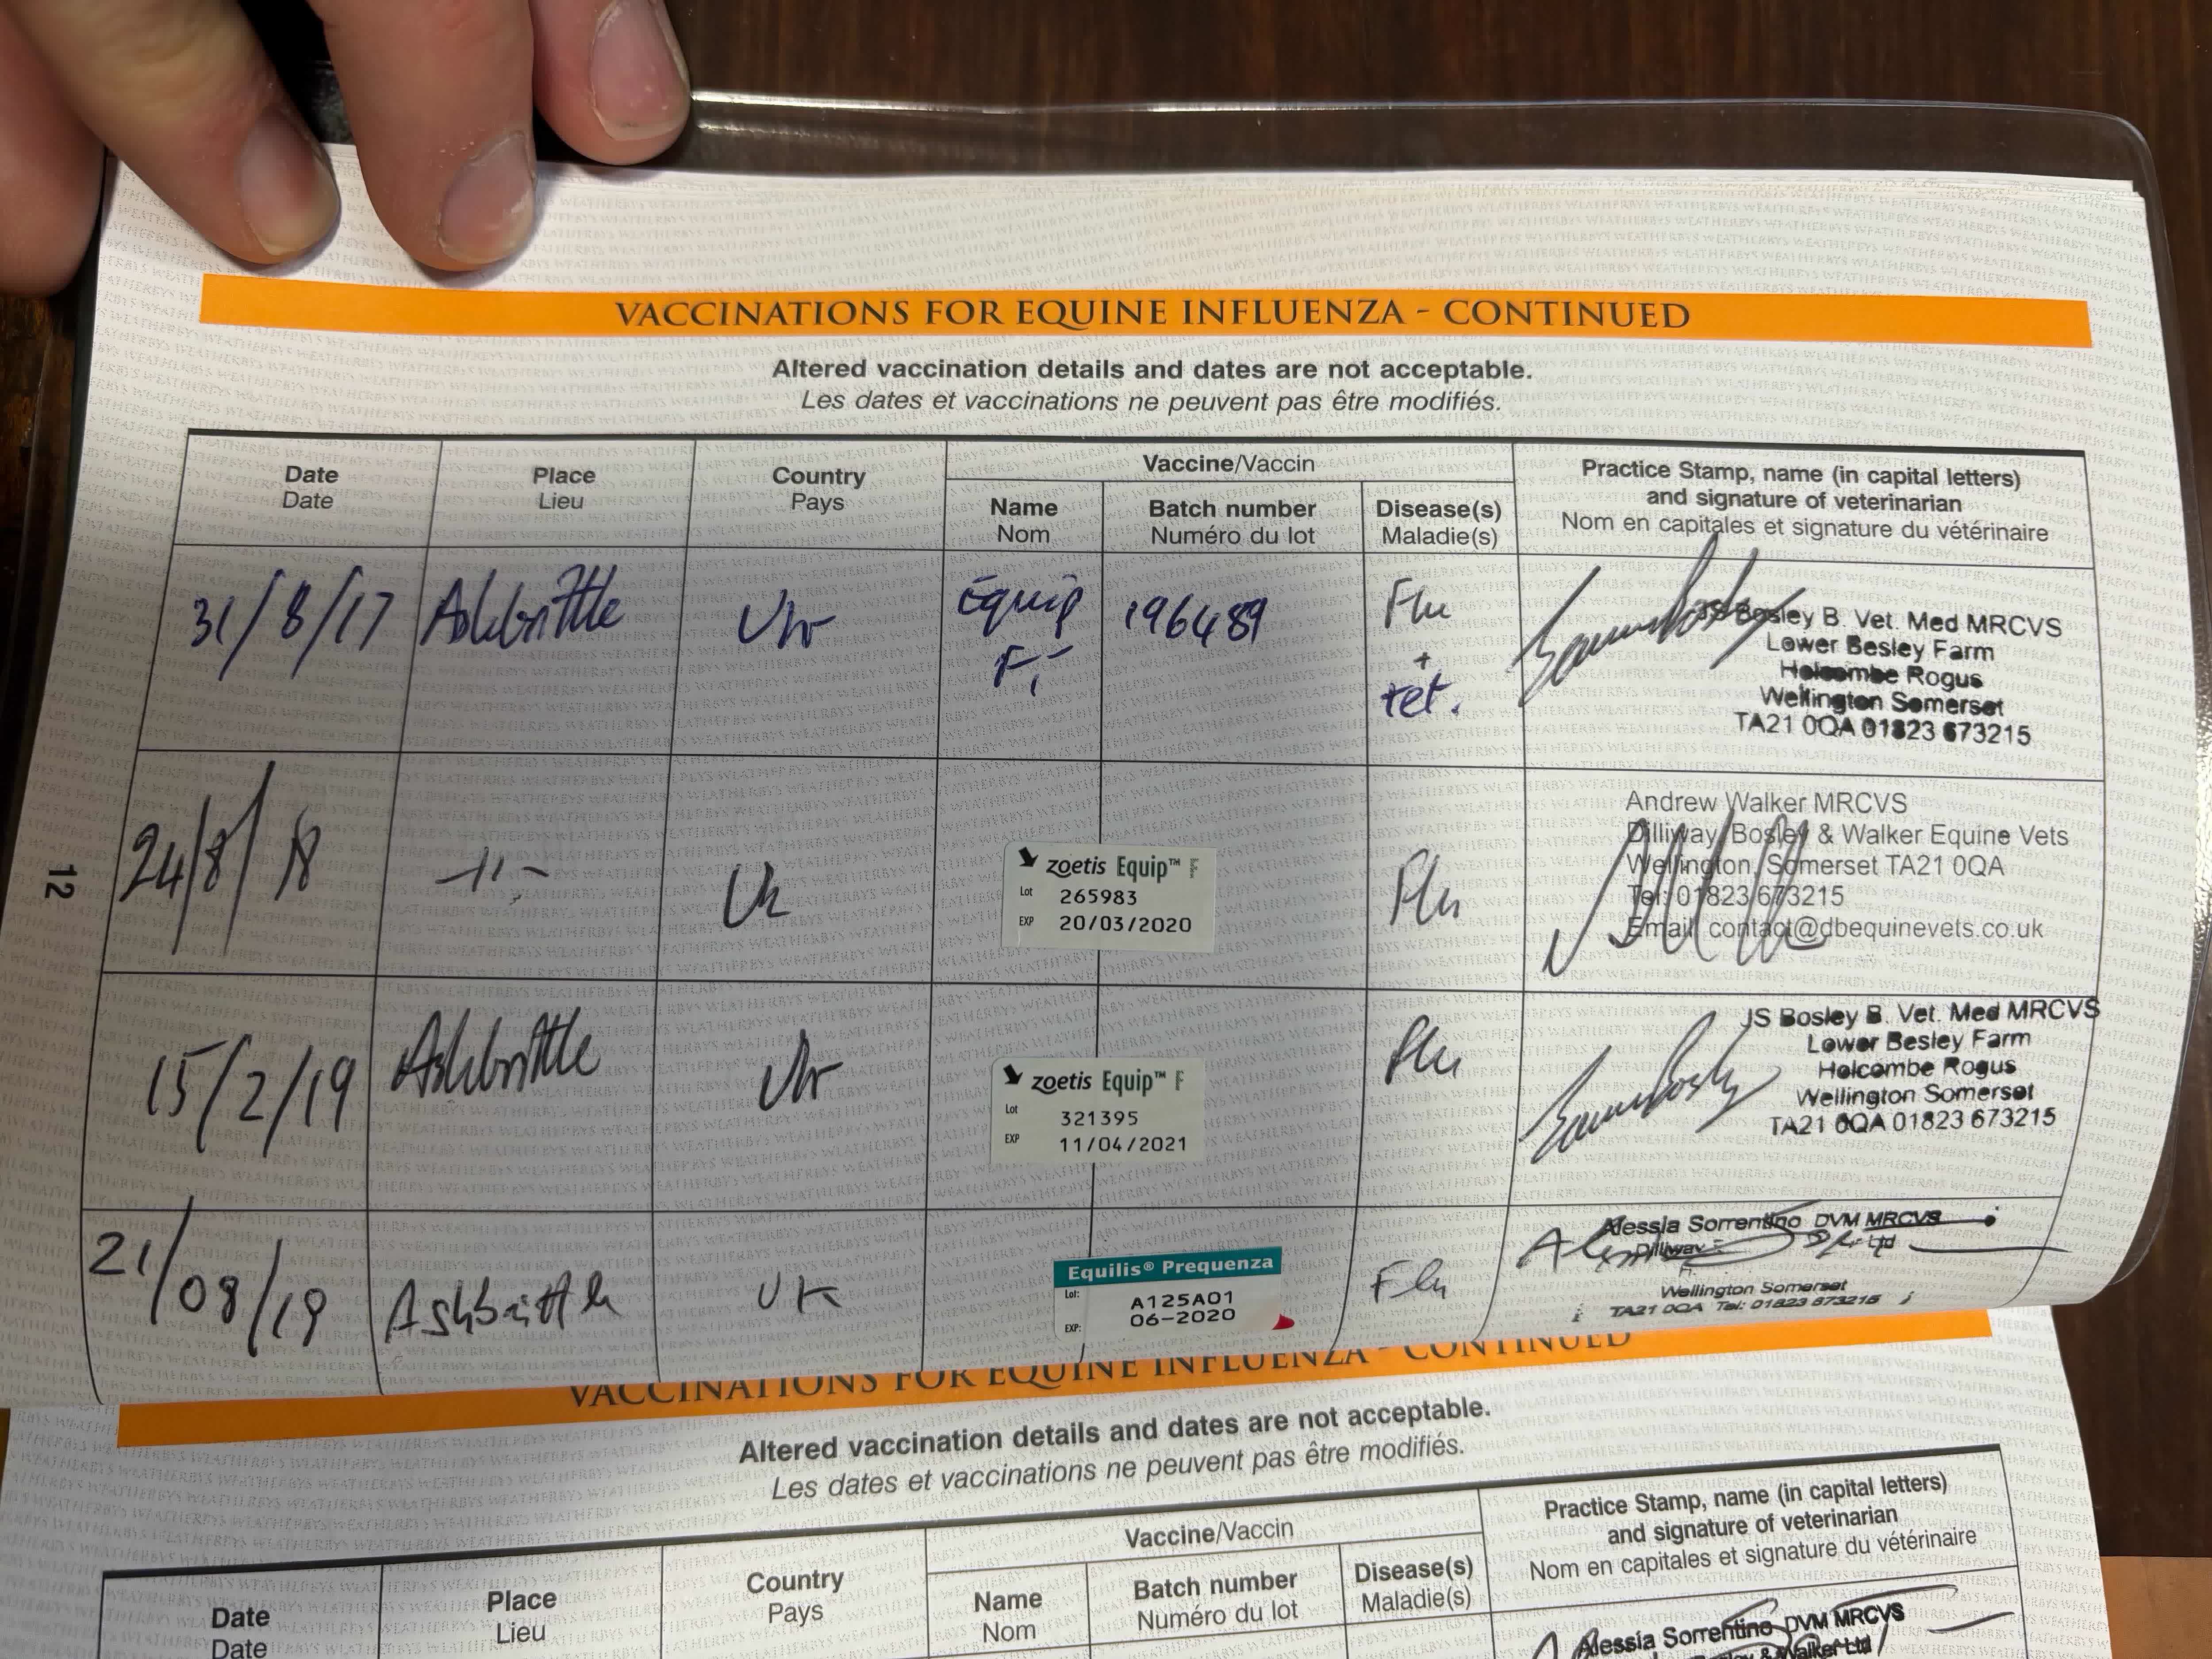 VACCINATIONS FOR EQUINE INFLUENZA - CONTINUED
Altered vaccination details and dates are not acceptable.
Les dates et vaccinations ne peuvent pas être modifiés.
Date
Date
Place
Lieu
Country
Pays
Vaccine/Vaccin
Name
Nom
Batch number
Numéro du lot
Disease(s)
Maladie(s)
Practice Stamp, name (in capital letters)
and signature of veterinarian
Nom en capitales et signature du vétérinaire
31/8/17
Ashbrittle
UK
Equip
196489
Flu
+
tet.
JS Bosley B. Vet. Med MRCVS
Lower Besley Farm
Holcombe Rogus
Wellington Somerset
TA21 0QA 01823 673215
24/8/18
-11-
UK
zoetis Equip™
Lot 265983
EXP 20/03/2020
Flu
Andrew Walker MRCVS
Dilliway, Bosley & Walker Equine Vets
Wellington, Somerset TA21 0QA
Tel: 01823 673215
Email contact@dbequinevets.co.uk
12
15/2/19
Ashbrittle
UK
zoetis Equip™ F
Lot 321395
EXP 11/04/2021
Flu
JS Bosley B. Vet. Med MRCVS
Lower Besley Farm
Holcombe Rogus
Wellington Somerset
TA21 0QA 01823 673215
21/08/19
Ashbrittle
UK
Equilis® Prequenza
Lot: A125A01
EXP: 06-2020
Flu
Alessia Sorrentino DVM MRCVS
Dilliway
Ltd
Wellington Somerset
TA21 0QA Tel: 01823 673215
VACCINATIONS FOR EQUINE INFLUENZA - CONTINUED
Altered vaccination details and dates are not acceptable.
Les dates et vaccinations ne peuvent pas être modifiés.
Date
Date
Place
Lieu
Country
Pays
Vaccine/Vaccin
Name
Nom
Batch number
Numéro du lot
Disease(s)
Maladie(s)
Practice Stamp, name (in capital letters)
and signature of veterinarian
Nom en capitales et signature du vétérinaire
Alessia Sorrentino DVM MRCVS
& Walker Ltd